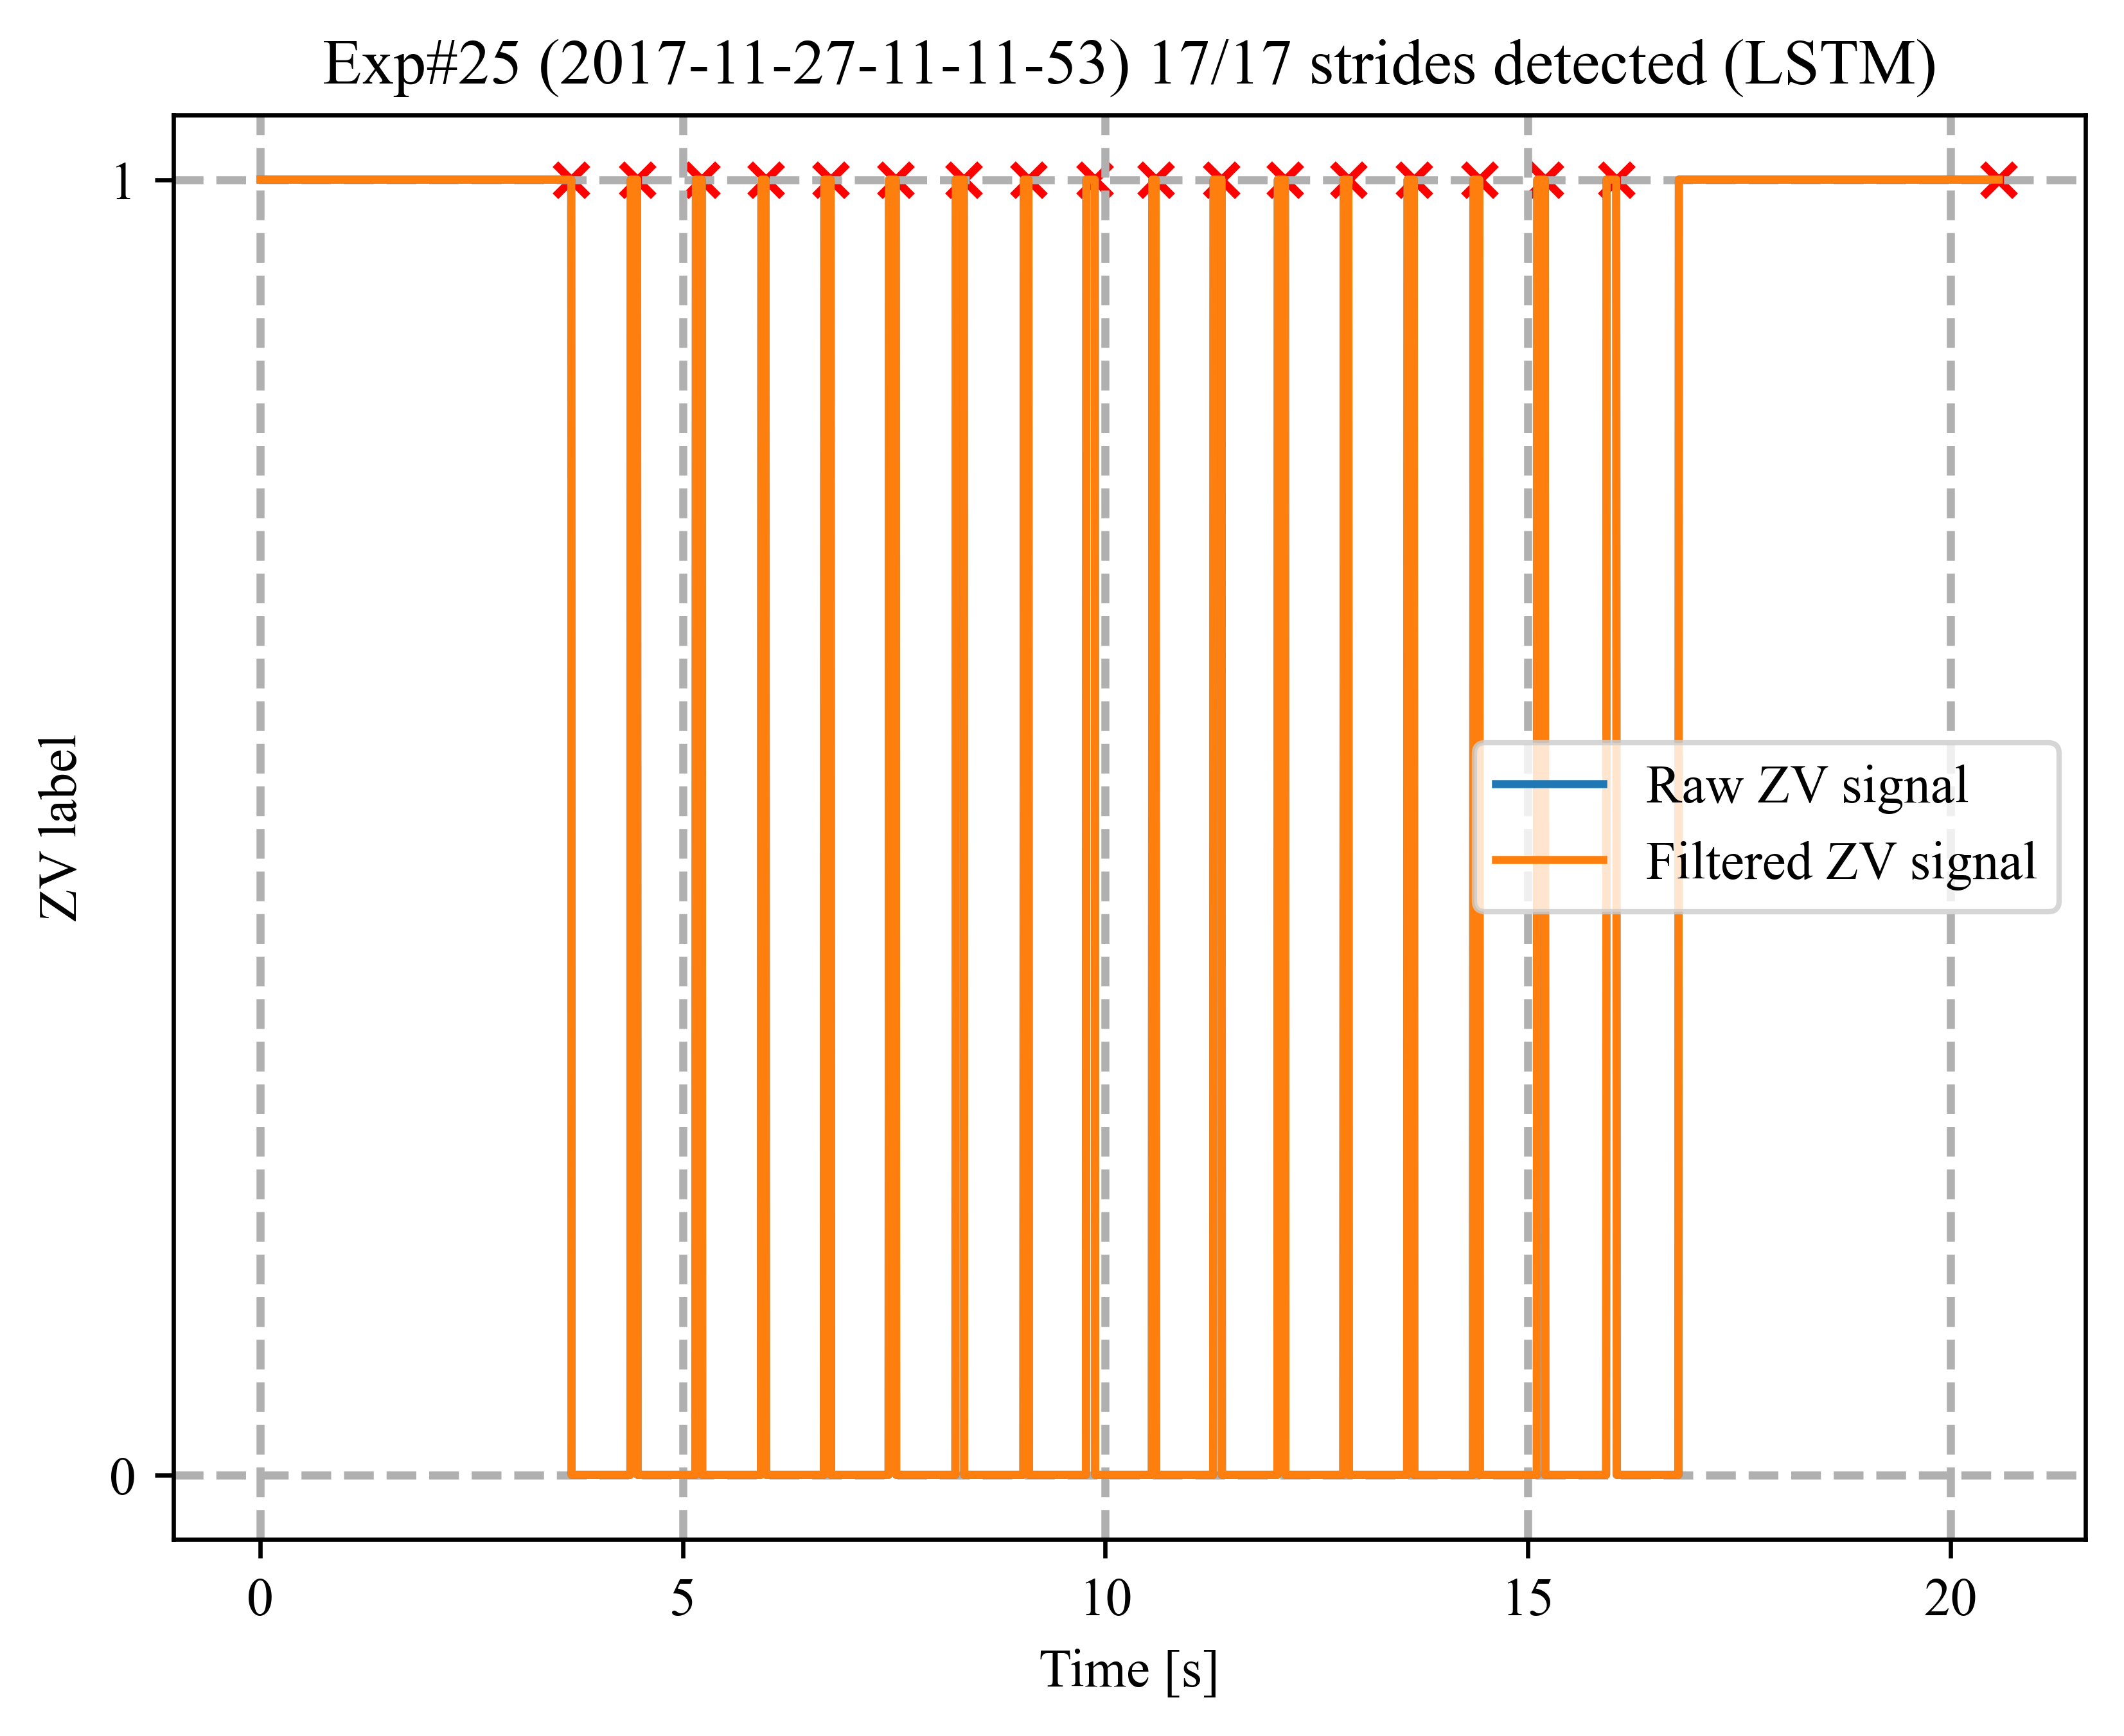 Exp#25 (2017-11-27-11-11-53) 17/17 strides detected (LSTM)
1
ZV label
Raw ZV signal
Filtered ZV signal
0
0 5 10 15 20
Time [s]